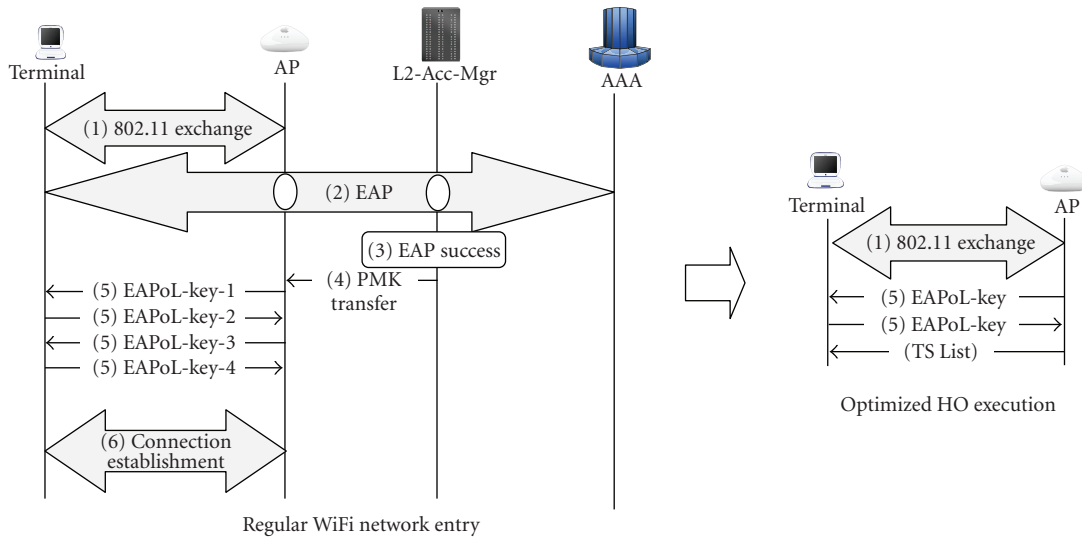 Terminal
AP
L2-Acc-Mgr
AAA
(1) 802.11 exchange
(2) EAP
(3) EAP success
(4) PMK
transfer
(5) EAPoL-key-1
(5) EAPoL-key-2
(5) EAPoL-key-3
(5) EAPoL-key-4
(6) Connection
establishment
Regular WiFi network entry
Terminal
AP
(1) 802.11 exchange
(5) EAPoL-key
(5) EAPoL-key
(TS List)
Optimized HO execution